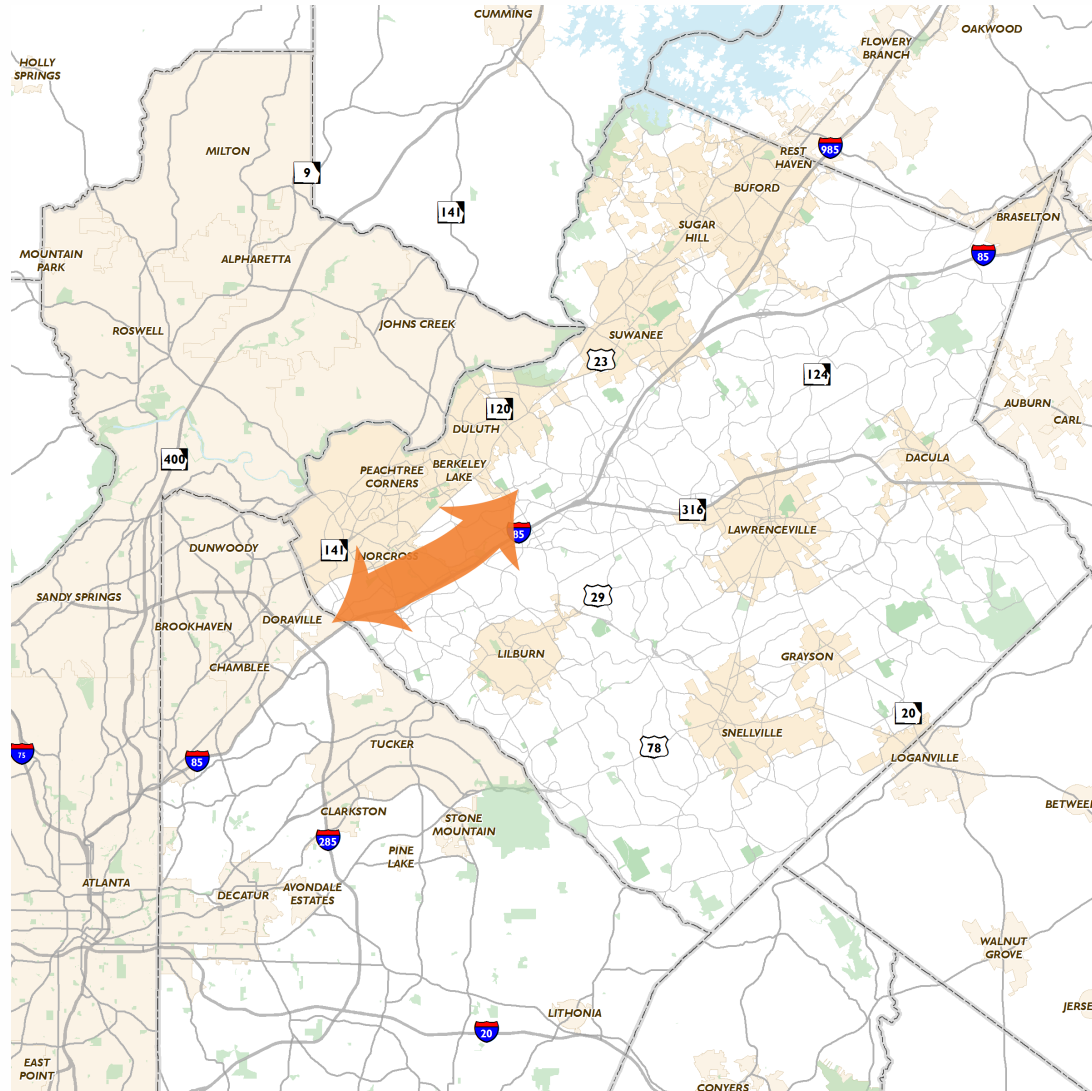 CUMMING
OAKWOOD
FLOWERY
BRANCH
HOLLY
SPRINGS
MILTON
985
REST
HAVEN
9
BUFORD
141
BRASELTON
SUGAR
HILL
85
MOUNTAIN
PARK
ALPHARETTA
JOHNS CREEK
ROSWELL
SUWANEE
23
124
AUBURN
120
CARL
DULUTH
400
DACULA
PEACHTREE
CORNERS
BERKELEY
LAKE
316
LAWRENCEVILLE
85
DUNWOODY
141
NORCROSS
SANDY SPRINGS
29
DORAVILLE
BROOKHAVEN
LILBURN
GRAYSON
CHAMBLEE
20
SNELLVILLE
TUCKER
78
75
85
LOGANVILLE
BETWEE
CLARKSTON
STONE
MOUNTAIN
285
PINE
LAKE
ATLANTA
DECATUR
AVONDALE
ESTATES
WALNUT
GROVE
JERSE
LITHONIA
20
EAST
POINT
CONYERS